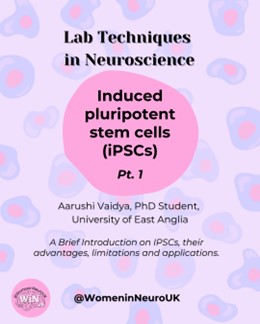 Lab Techniques
in Neuroscience
Induced
pluripotent
stem cells
(iPSCs)
Pt. 1
Aarushi Vaidya, PhD Student,
University of East Anglia
A Brief Introduction on IPSCs, their
advantages, limitations and applications.
WiN
@WomeninNeuroUK